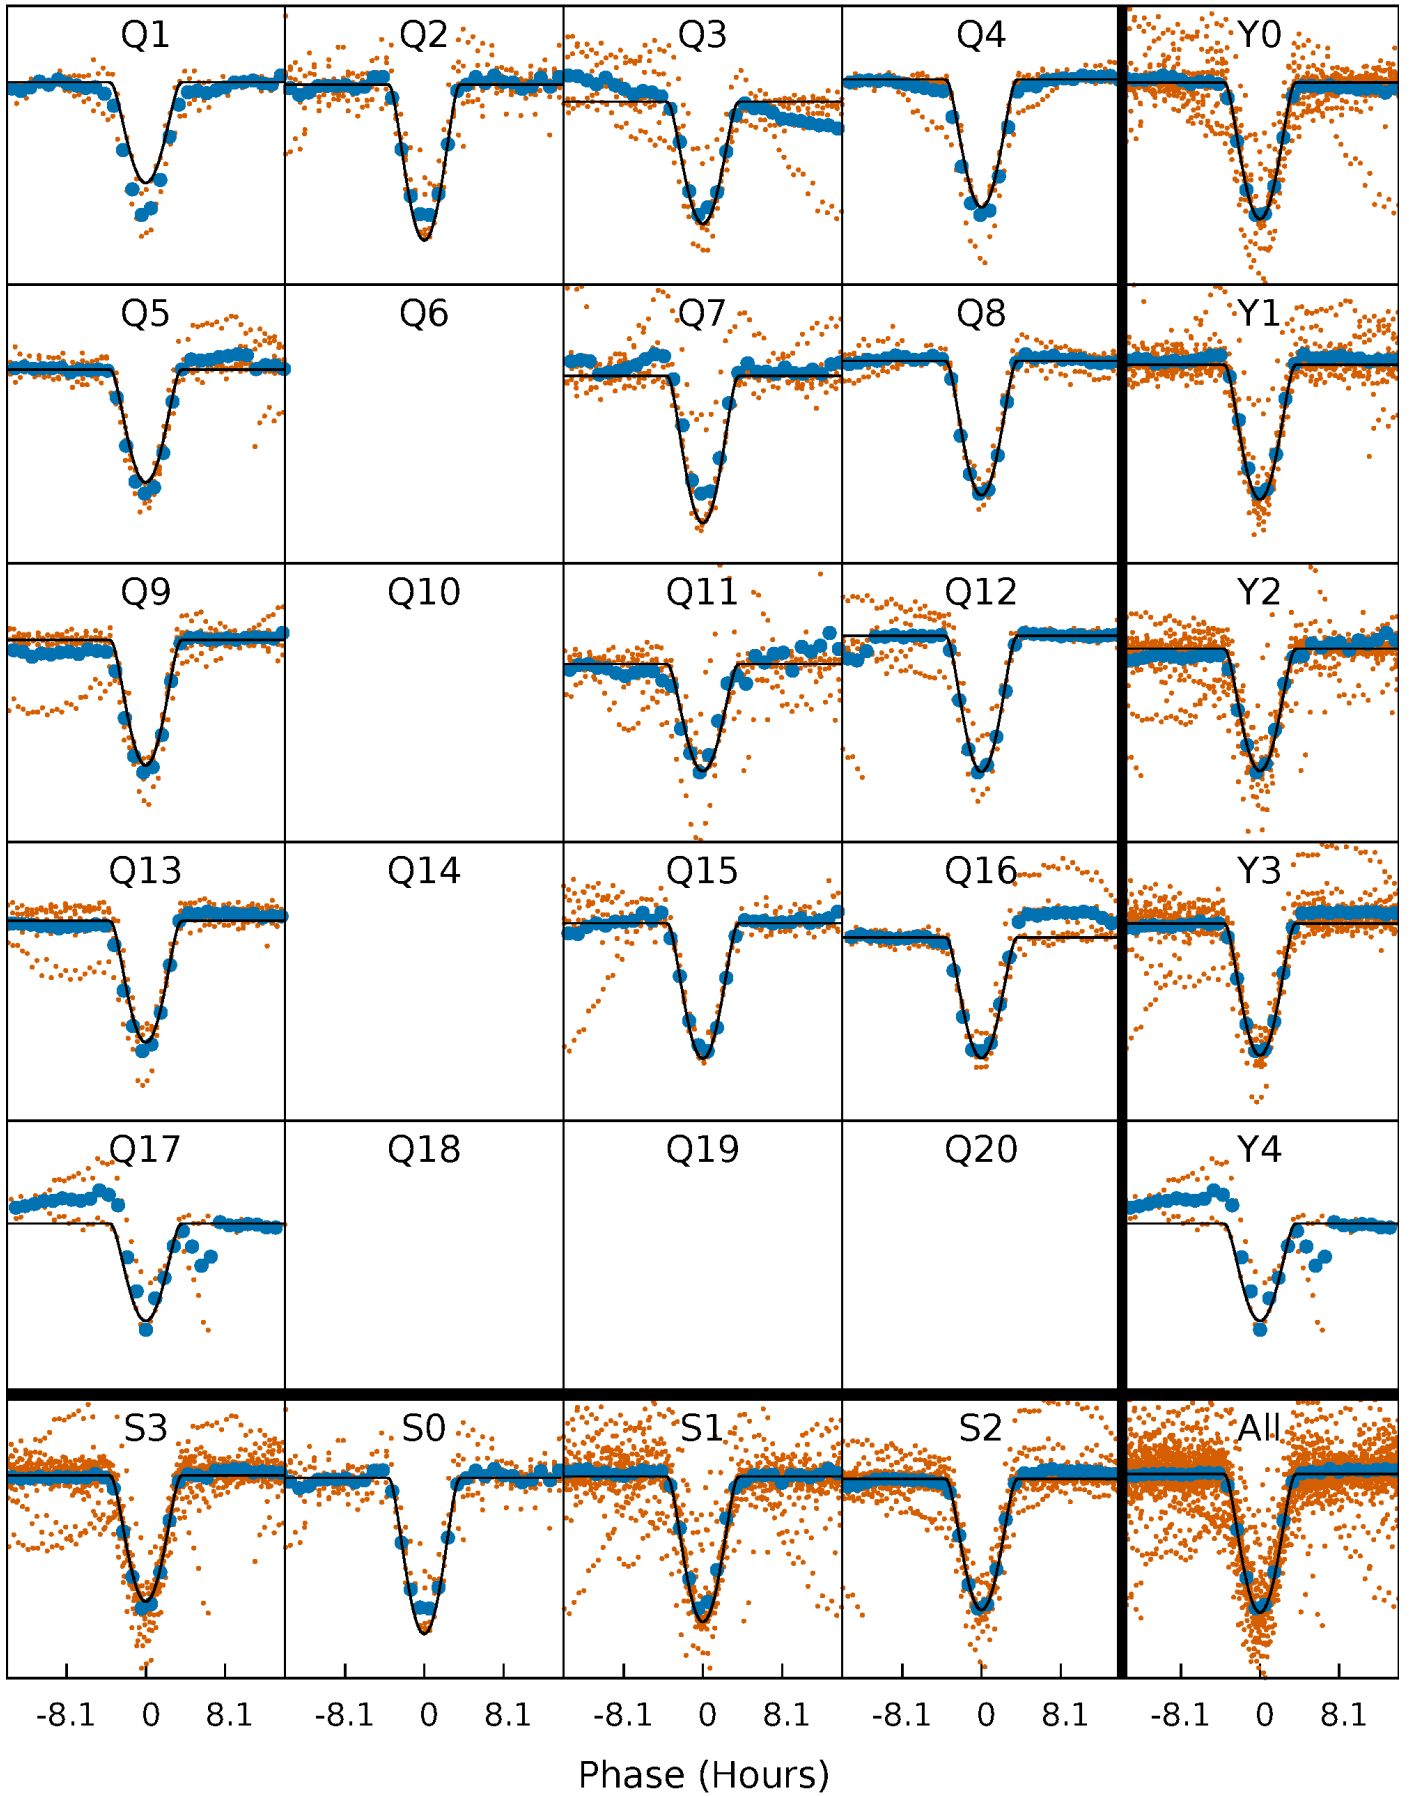 Q1 Q2 Q3 Q4 Y0
Q5 Q6 Q7 Q8 Y1
Q9 Q10 Q11 Q12 Y2
Q13 Q14 Q15 Q16 Y3
Q17 Q18 Q19 Q20 Y4
S3 S0 S1 S2 All
-8.1 0 8.1 -8.1 0 8.1 -8.1 0 8.1 -8.1 0 8.1 -8.1 0 8.1
Phase (Hours)